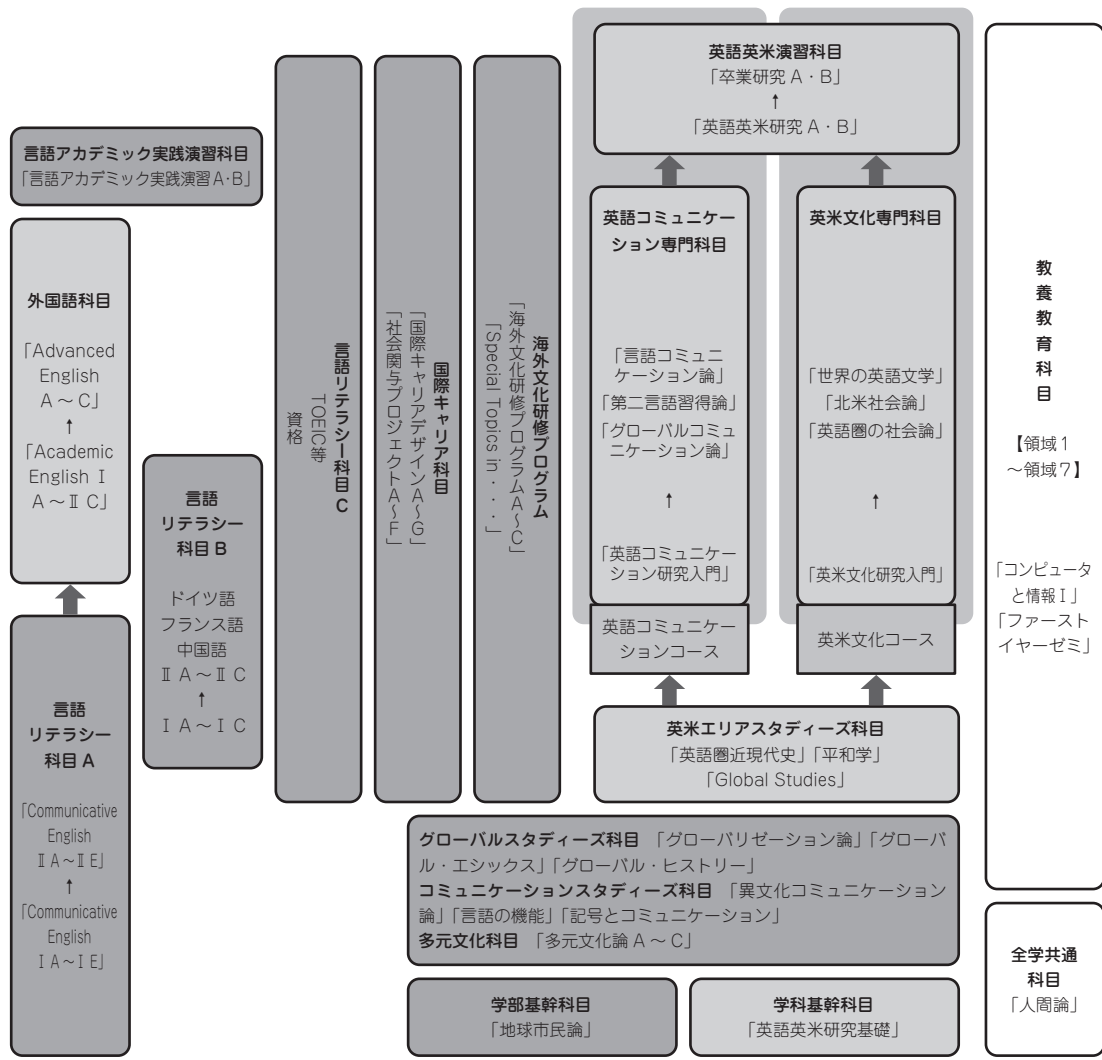 言語アカデミック実践演習科目
「言語アカデミック実践演習A・B」
外国語科目
「Advanced
English
A～C」
↑
「Academic
English Ⅰ
A～Ⅱ C」
言語
リテラシー
科目 A
「Communicative
English
Ⅱ A～Ⅱ E」
↑
「Communicative
English
Ⅰ A～Ⅰ E」
言語
リテラシー
科目 B
ドイツ語
フランス語
中国語
Ⅱ A～Ⅱ C
↑
Ⅰ A～Ⅰ C
言語リテラシー科目 C
TOEIC等
資格
国際キャリア科目
「国際キャリアデザインA～G」
「社会関与プロジェクトA～F」
海外文化研修プログラム
「海外文化研修プログラムA～C」
「Special Topics in・・・」
英語英米演習科目
「卒業研究 A・B」
↑
「英語英米研究 A・B」
英語コミュニケー
ション専門科目
「言語コミュニ
ケーション論」
「第二言語習得論」
「グローバルコミュ
ニケーション論」
↑
「英語コミュニケー
ション研究入門」
英語コミュニケー
ションコース
英米文化専門科目
「世界の英語文学」
「北米社会論」
「英語圏の社会論」
↑
「英米文化研究入門」
英米文化コース
英米エリアスタディーズ科目
「英語圏近現代史」「平和学」
「Global Studies」
グローバルスタディーズ科目 「グローバリゼーション論」「グローバ
ル・エシックス」「グローバル・ヒストリー」
コミュニケーションスタディーズ科目 「異文化コミュニケーション
論」「言語の機能」「記号とコミュニケーション」
多元文化科目 「多元文化論 A ～ C」
学部基幹科目
「地球市民論」
学科基幹科目
「英語英米研究基礎」
教養教育科目
【領域１
～領域７】
「コンピュータ
と情報Ⅰ」
「ファースト
イヤーゼミ」
全学共通
科目
「人間論」